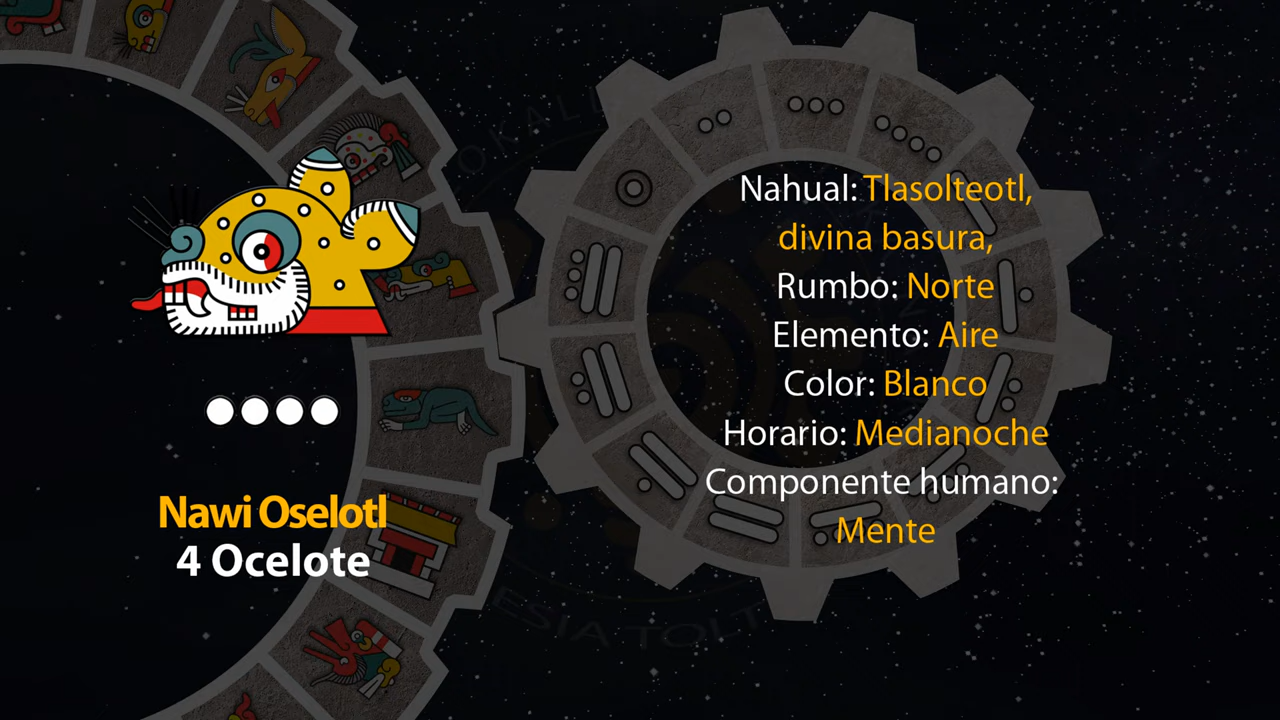 Nawi Oselotl
4 Ocelote
Nahual: Tlasolteotl,
divina basura,
Rumbo: Norte
Elemento: Aire
Color: Blanco
Horario: Medianoche
Componente humano:
Mente